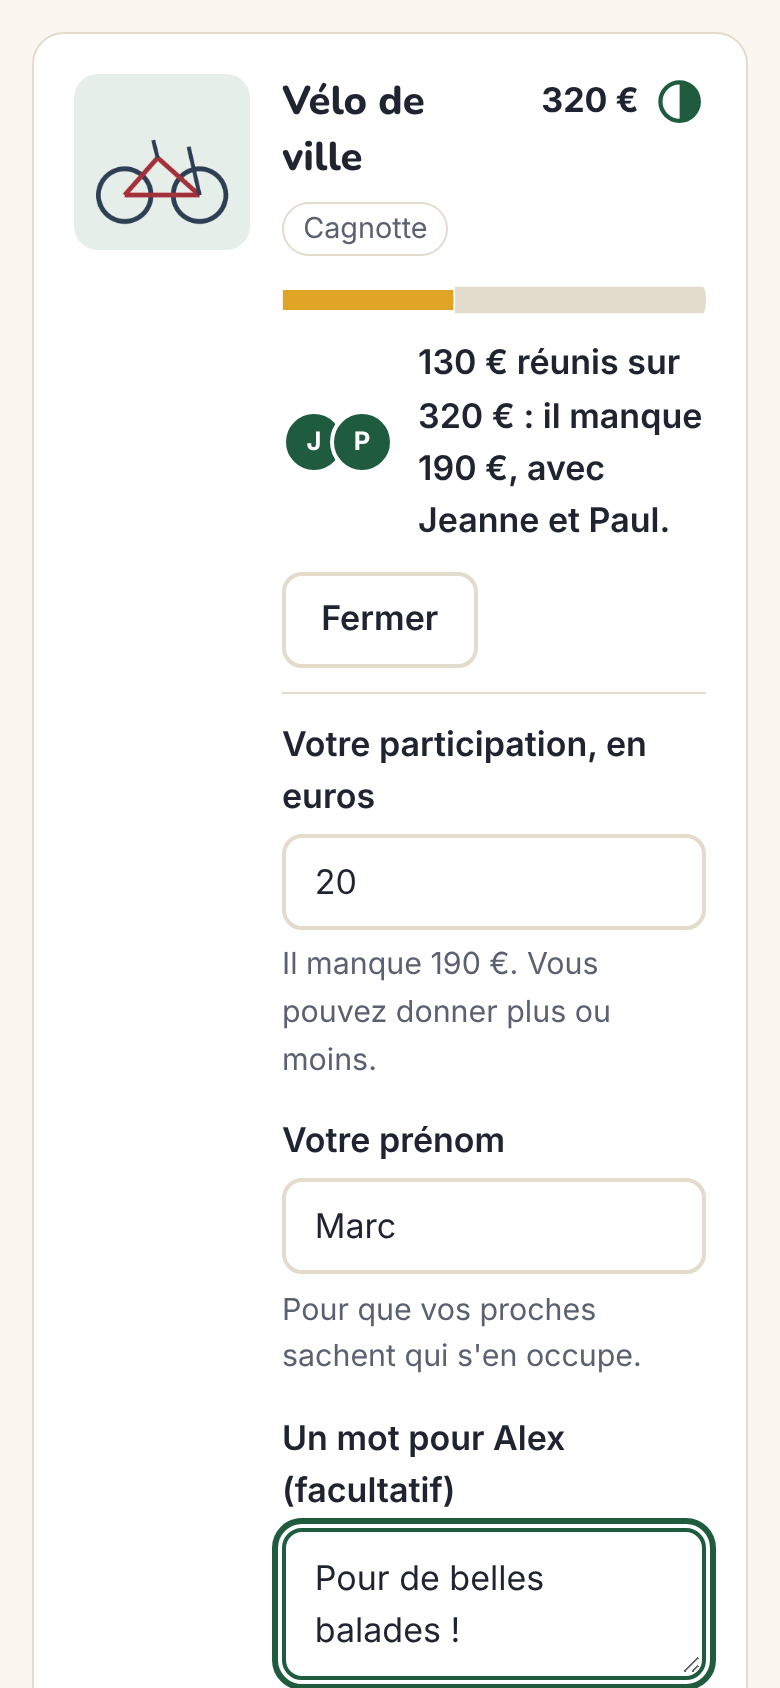 Vélo de
ville
320 €
Cagnotte
130 € réunis sur
320 € : il manque
190 €, avec
Jeanne et Paul.
J P
Fermer
Votre participation, en
euros
20
Il manque 190 €. Vous
pouvez donner plus ou
moins.
Votre prénom
Marc
Pour que vos proches
sachent qui s'en occupe.
Un mot pour Alex
(facultatif)
Pour de belles
balades !